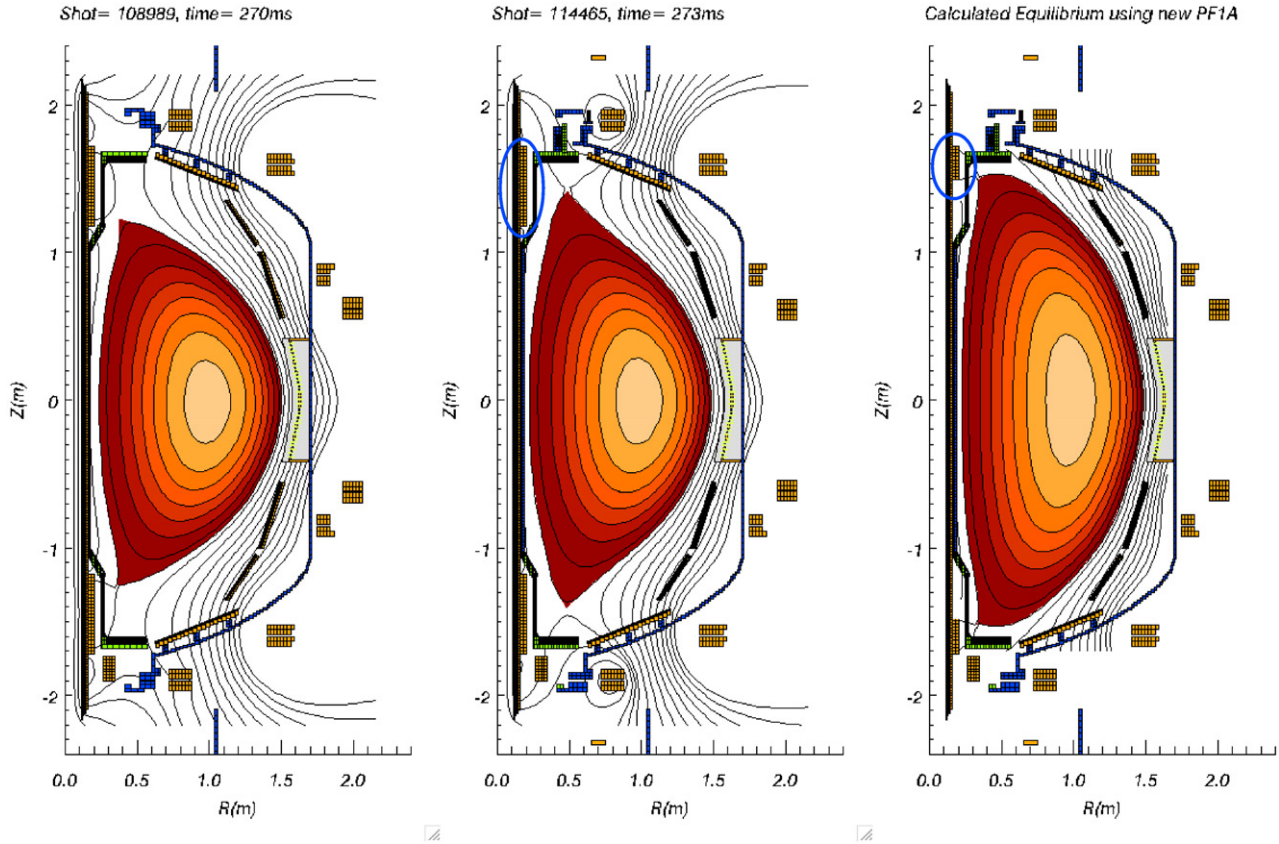 Shot= 108989, time= 270ms
Shot= 114465, time= 273ms
Calculated Equilibrium using new PF1A
2
1
0
-1
-2
Z(m)
0.0 0.5 1.0 1.5 2.0
R(m)
2
1
0
-1
-2
Z(m)
0.0 0.5 1.0 1.5 2.0
R(m)
2
1
0
-1
-2
Z(m)
0.0 0.5 1.0 1.5 2.0
R(m)